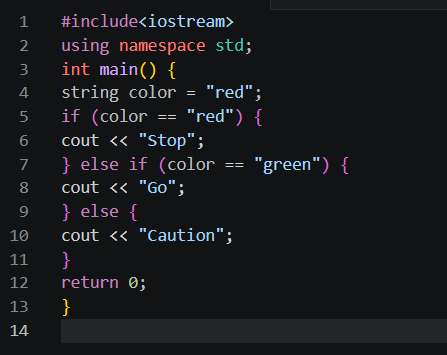 1 #include<iostream>
2 using namespace std;
3 int main() {
4 string color = "red";
5 if (color == "red") {
6 cout << "Stop";
7 } else if (color == "green") {
8 cout << "Go";
9 } else {
10 cout << "Caution";
11 }
12 return 0;
13 }
14